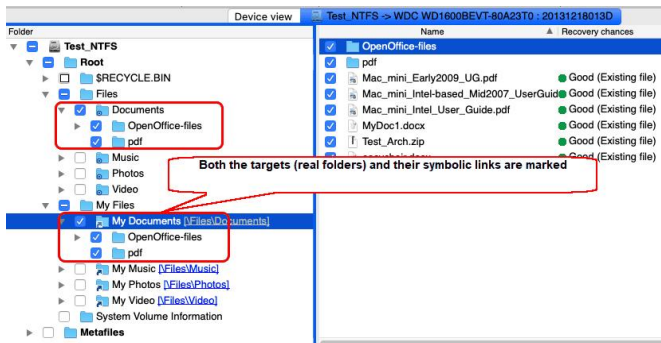 Device view
Test_NTFS -> WDC WD1600BEVT-80A23T0 : 20131218013D
Folder
Name
Recovery chances
Test_NTFS
Root
$RECYCLE.BIN
Files
Documents
OpenOffice-files
pdf
Music
Photos
Video
My Files
My Documents [\Files\Documents]
OpenOffice-files
pdf
My Music [\Files\Music]
My Photos [\Files\Photos]
My Video [\Files\Video]
System Volume Information
Metafiles
OpenOffice-files
pdf
Mac_mini_Early2009_UG.pdf Good (Existing file)
Mac_mini_Intel-based_Mid2007_UserGuid Good (Existing file)
Mac_mini_Intel_User_Guide.pdf Good (Existing file)
MyDoc1.docx Good (Existing file)
Test_Arch.zip Good (Existing file)
Good (Existing file)
Both the targets (real folders) and their symbolic links are marked